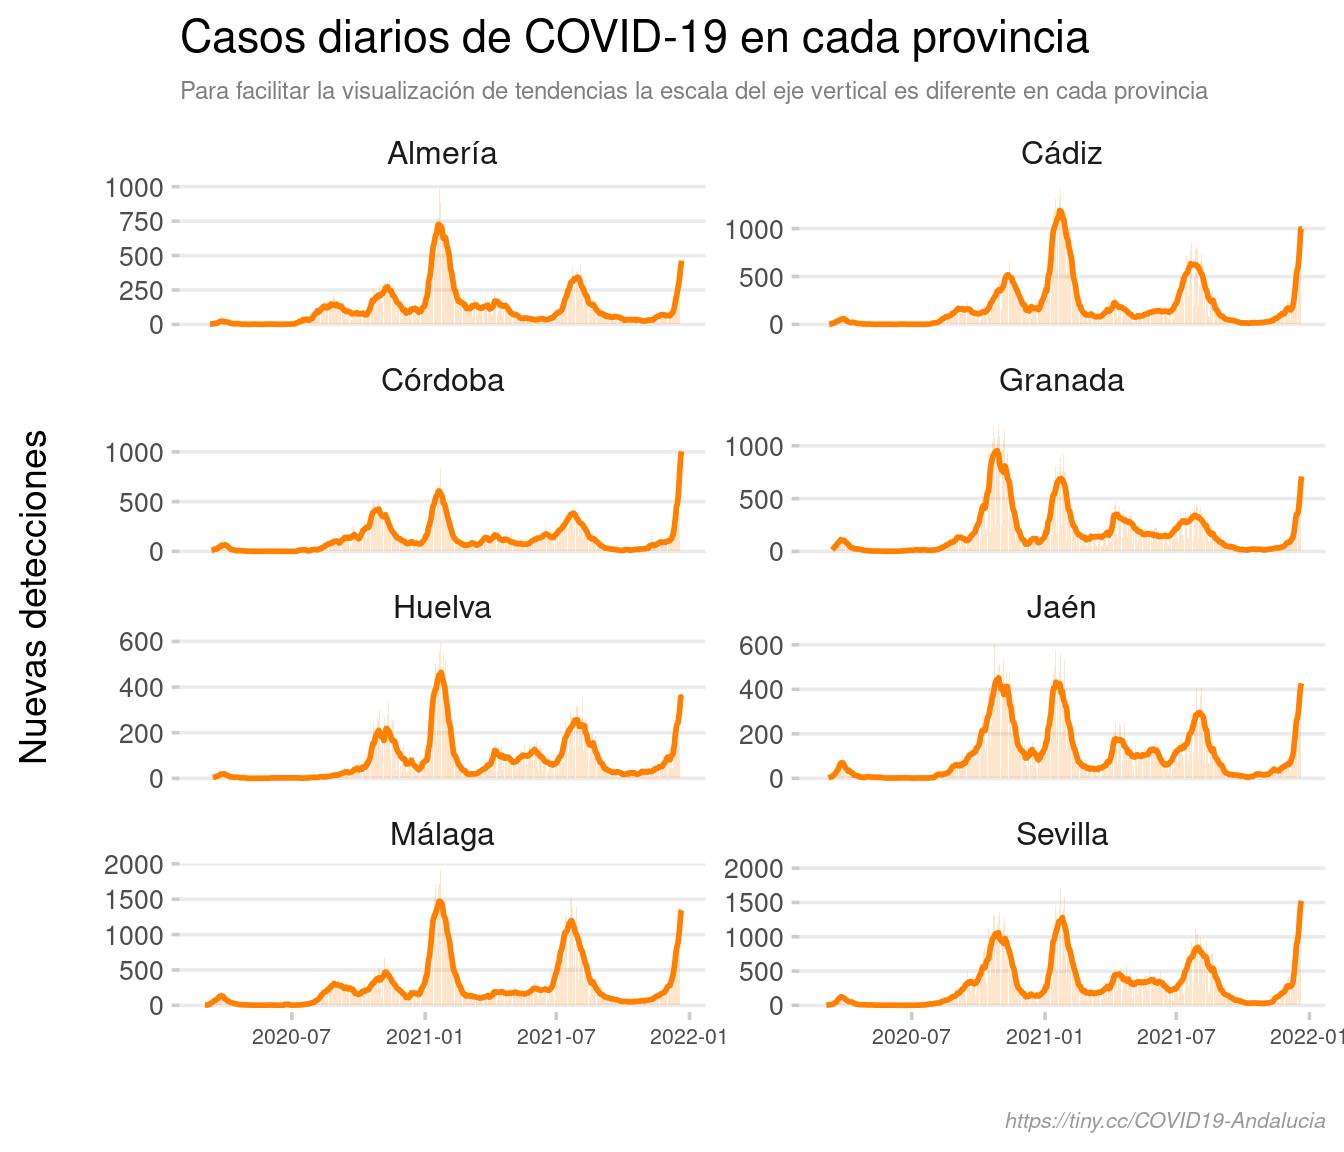 Casos diarios de COVID-19 en cada provincia
Para facilitar la visualización de tendencias la escala del eje vertical es diferente en cada provincia
Nuevas detecciones
Almería
1000
750
500
250
0
Cádiz
1000
500
0
Córdoba
1000
500
0
Granada
1000
500
0
Huelva
600
400
200
0
Jaén
600
400
200
0
Málaga
2000
1500
1000
500
0
Sevilla
2000
1500
1000
500
0
2020-07 2021-01 2021-07 2022-01
2020-07 2021-01 2021-07 2022-01
https://tiny.cc/COVID19-Andalucia